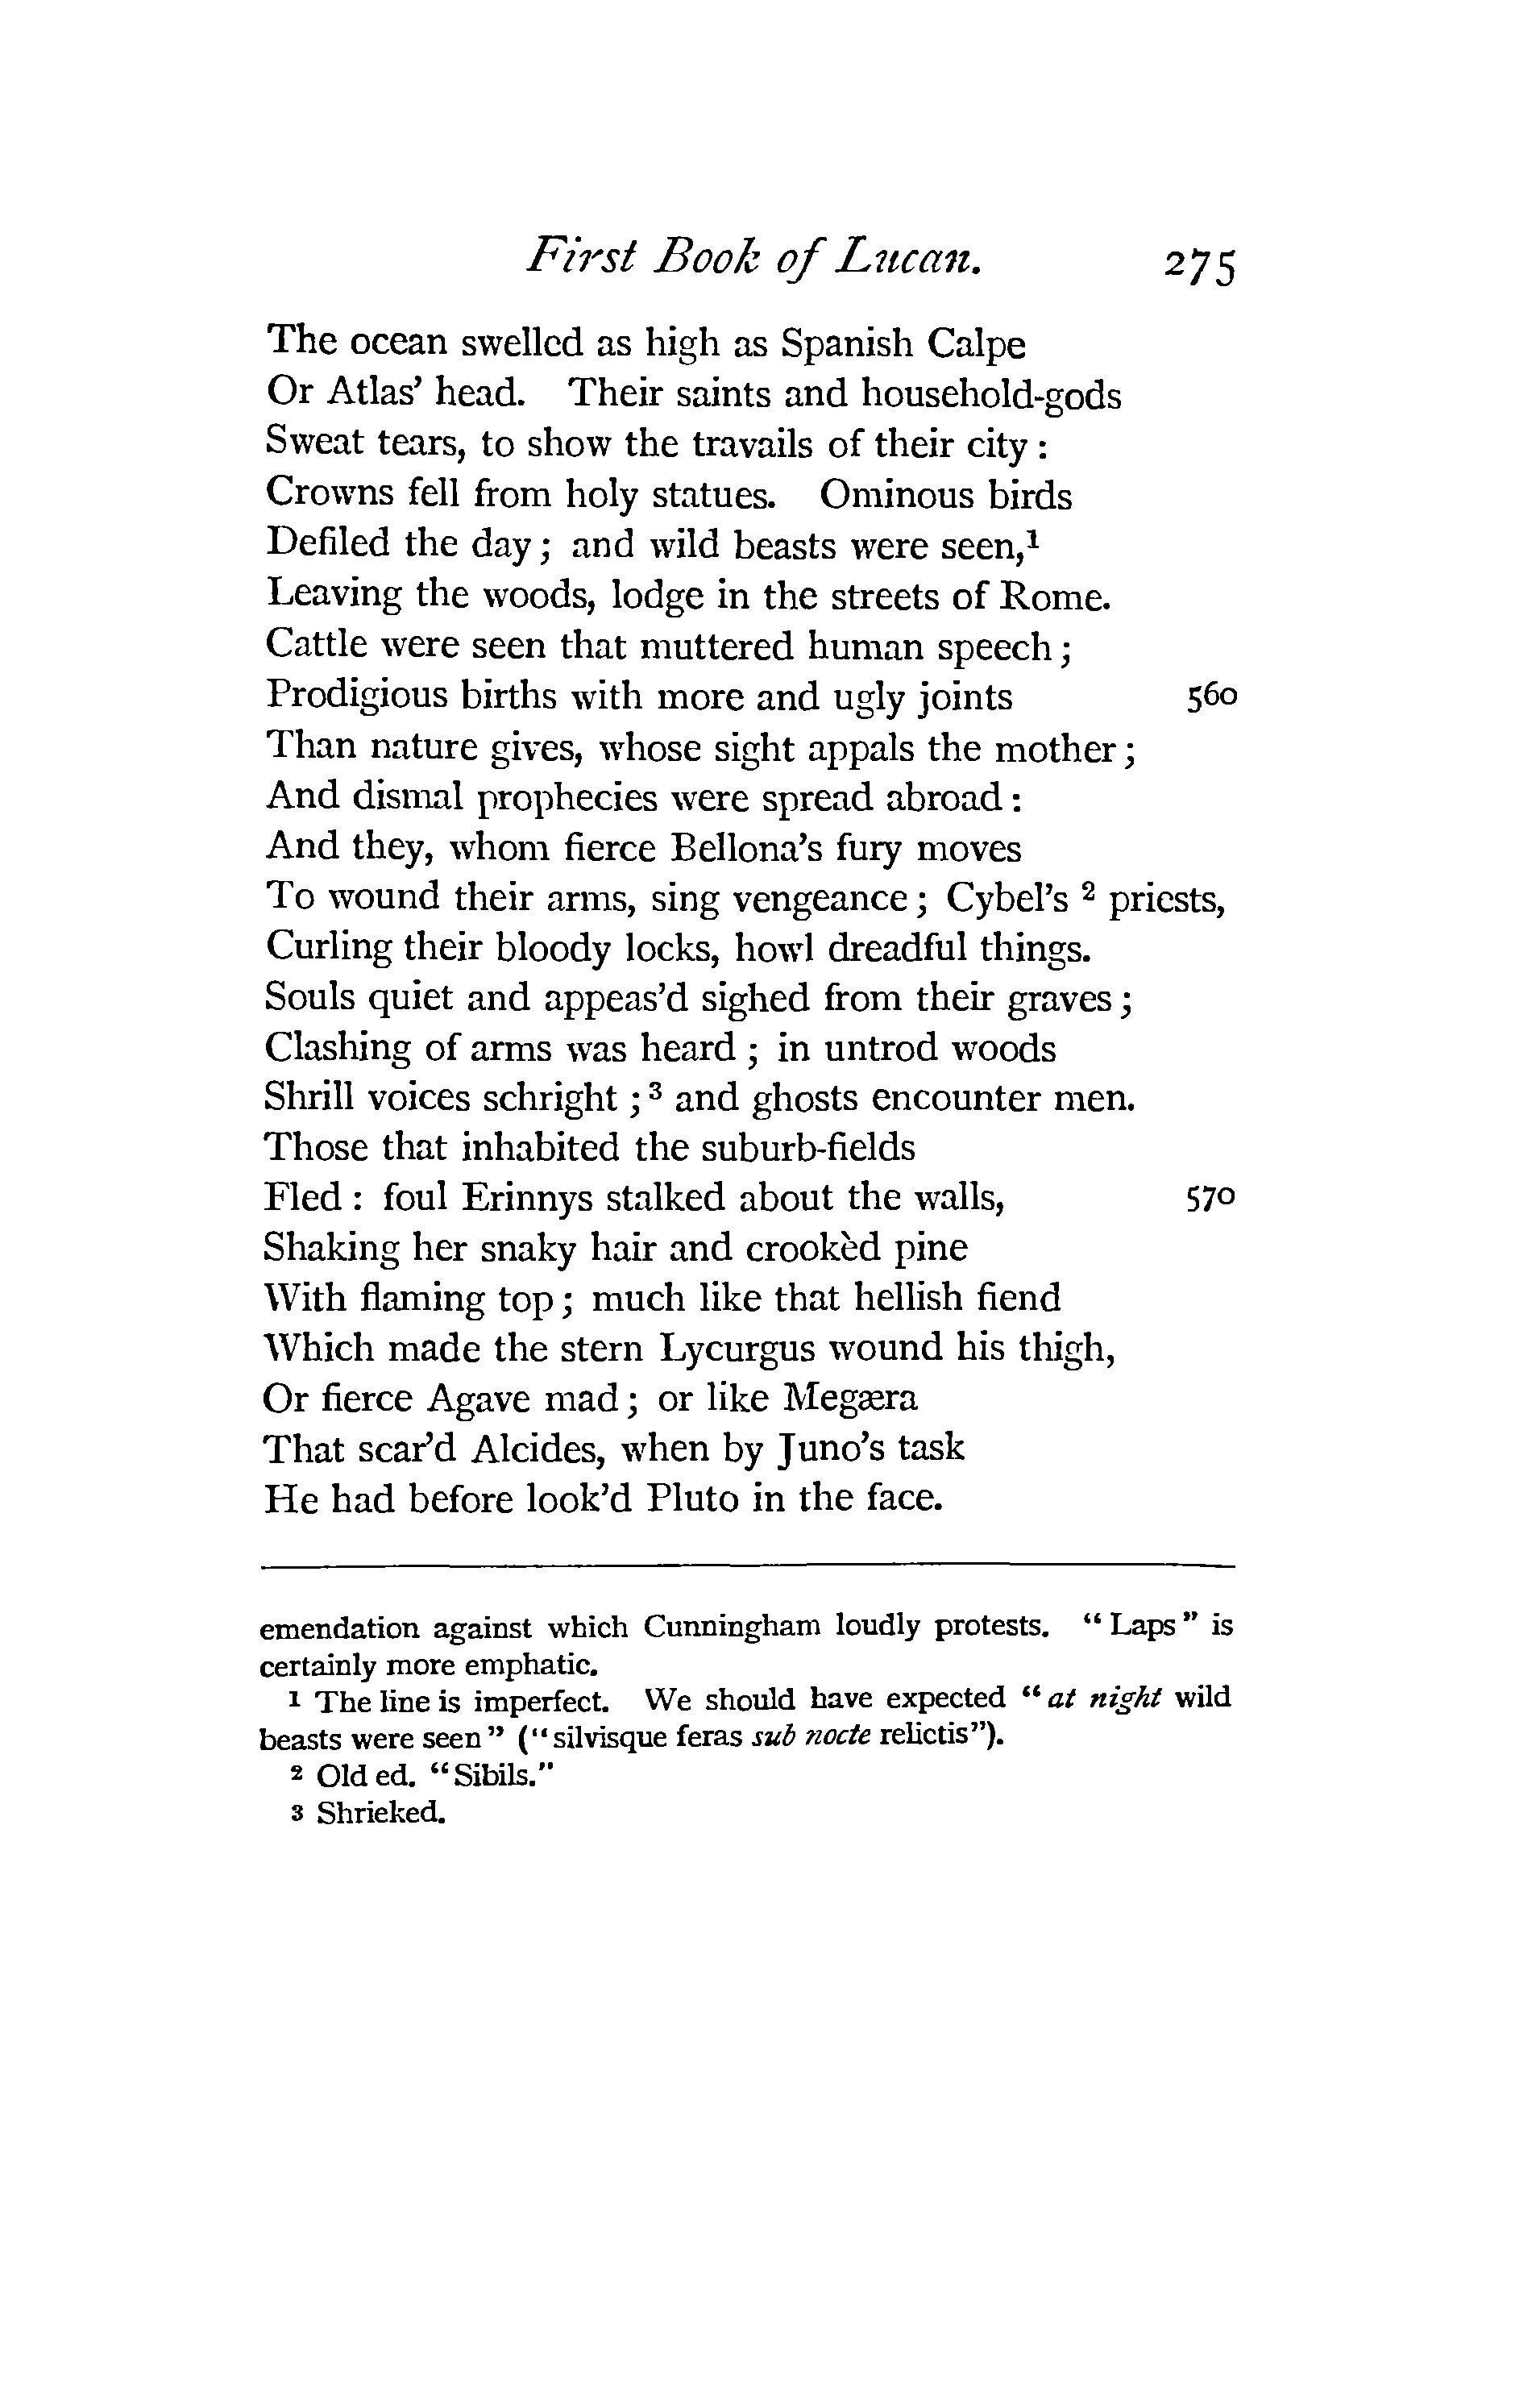 First Book of Lucan. 275
The ocean swelled as high as Spanish Calpe
Or Atlas’ head. Their saints and household-gods
Sweat tears, to show the travails of their city :
Crowns fell from holy statues. Ominous birds
Defiled the day ; and wild beasts were seen,¹
Leaving the woods, lodge in the streets of Rome.
Cattle were seen that muttered human speech ;
Prodigious births with more and ugly joints 560
Than nature gives, whose sight appals the mother ;
And dismal prophecies were spread abroad :
And they, whom fierce Bellona’s fury moves
To wound their arms, sing vengeance ; Cybel’s ² priests,
Curling their bloody locks, howl dreadful things.
Souls quiet and appeas’d sighed from their graves ;
Clashing of arms was heard ; in untrod woods
Shrill voices schright ; ³ and ghosts encounter men.
Those that inhabited the suburb-fields
Fled : foul Erinnys stalked about the walls, 570
Shaking her snaky hair and crookèd pine
With flaming top ; much like that hellish fiend
Which made the stern Lycurgus wound his thigh,
Or fierce Agave mad ; or like Megæra
That scar’d Alcides, when by Juno’s task
He had before look’d Pluto in the face.
emendation against which Cunningham loudly protests. “Laps” is
certainly more emphatic.
¹ The line is imperfect. We should have expected “at night wild
beasts were seen” (“silvisque feras sub nocte relictis”).
² Old ed. “Sibils.”
³ Shrieked.